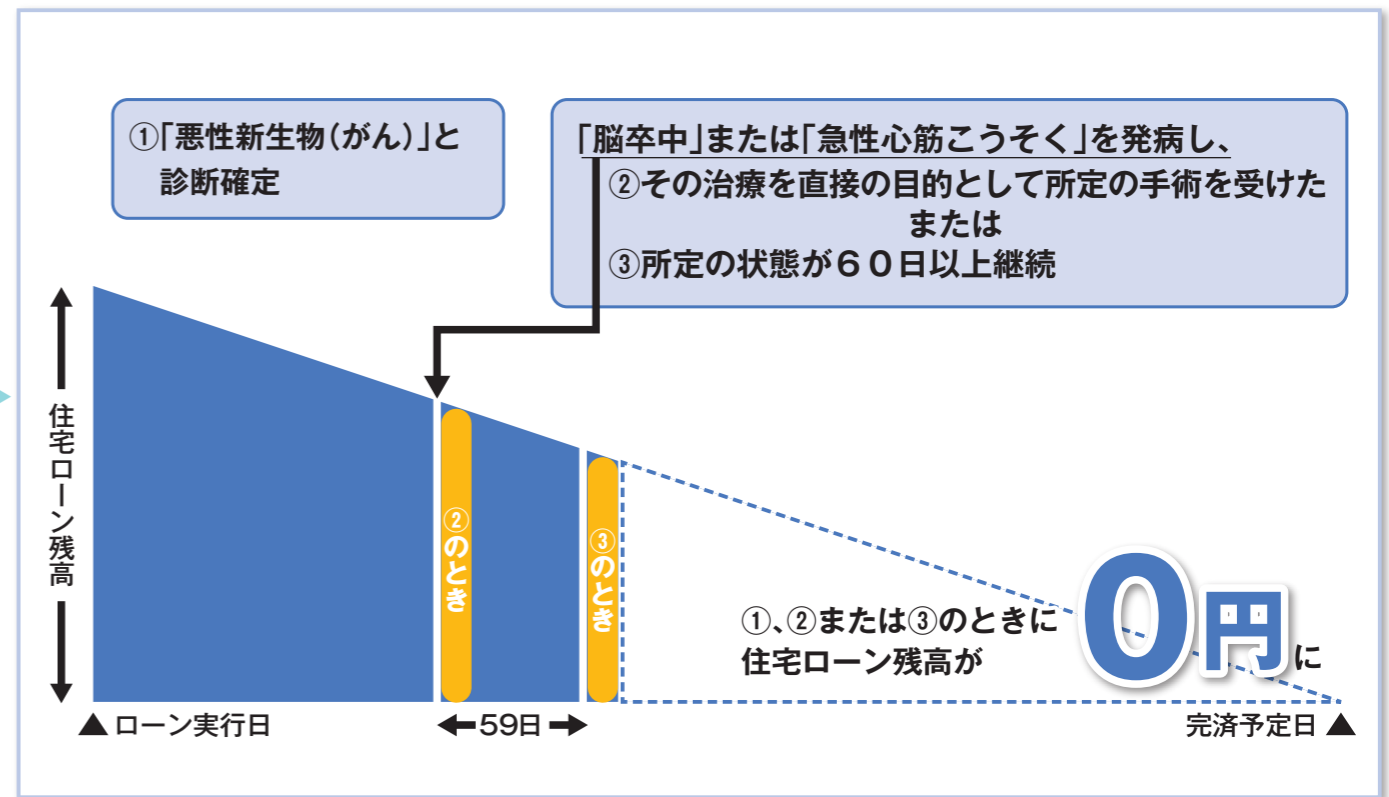 ①「悪性新生物(がん)」と
診断確定
「脳卒中」または「急性心筋こうそく」を発病し、
②その治療を直接の目的として所定の手術を受けた
または
③所定の状態が60日以上継続
住宅ローン残高
②のとき
③のとき
①、②または③のときに
住宅ローン残高が
0円に
▲ローン実行日
59日
完済予定日▲